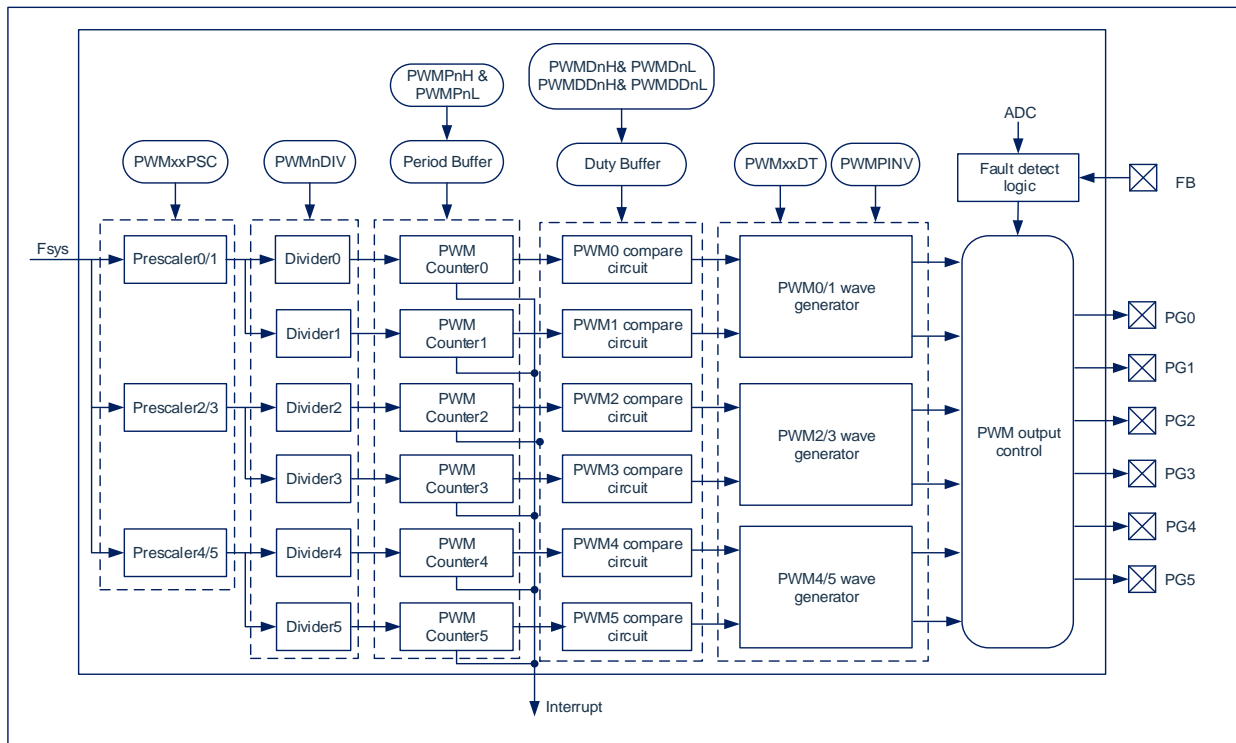 PWMPnH &
PWMPnL
PWMDnH& PWMDnL
PWMDDnH& PWMDDnL
ADC
PWMxxPSC
PWMnDIV
Period Buffer
Duty Buffer
PWMxxDT
PWMPINV
Fault detect
logic
FB
Fsys
Prescaler0/1
Divider0
PWM
Counter0
PWM0 compare
circuit
PWM0/1 wave
generator
Divider1
PWM
Counter1
PWM1 compare
circuit
Prescaler2/3
Divider2
PWM
Counter2
PWM2 compare
circuit
PWM2/3 wave
generator
Divider3
PWM
Counter3
PWM3 compare
circuit
Prescaler4/5
Divider4
PWM
Counter4
PWM4 compare
circuit
PWM4/5 wave
generator
Divider5
PWM
Counter5
PWM5 compare
circuit
PWM output
control
PG0
PG1
PG2
PG3
PG4
PG5
Interrupt